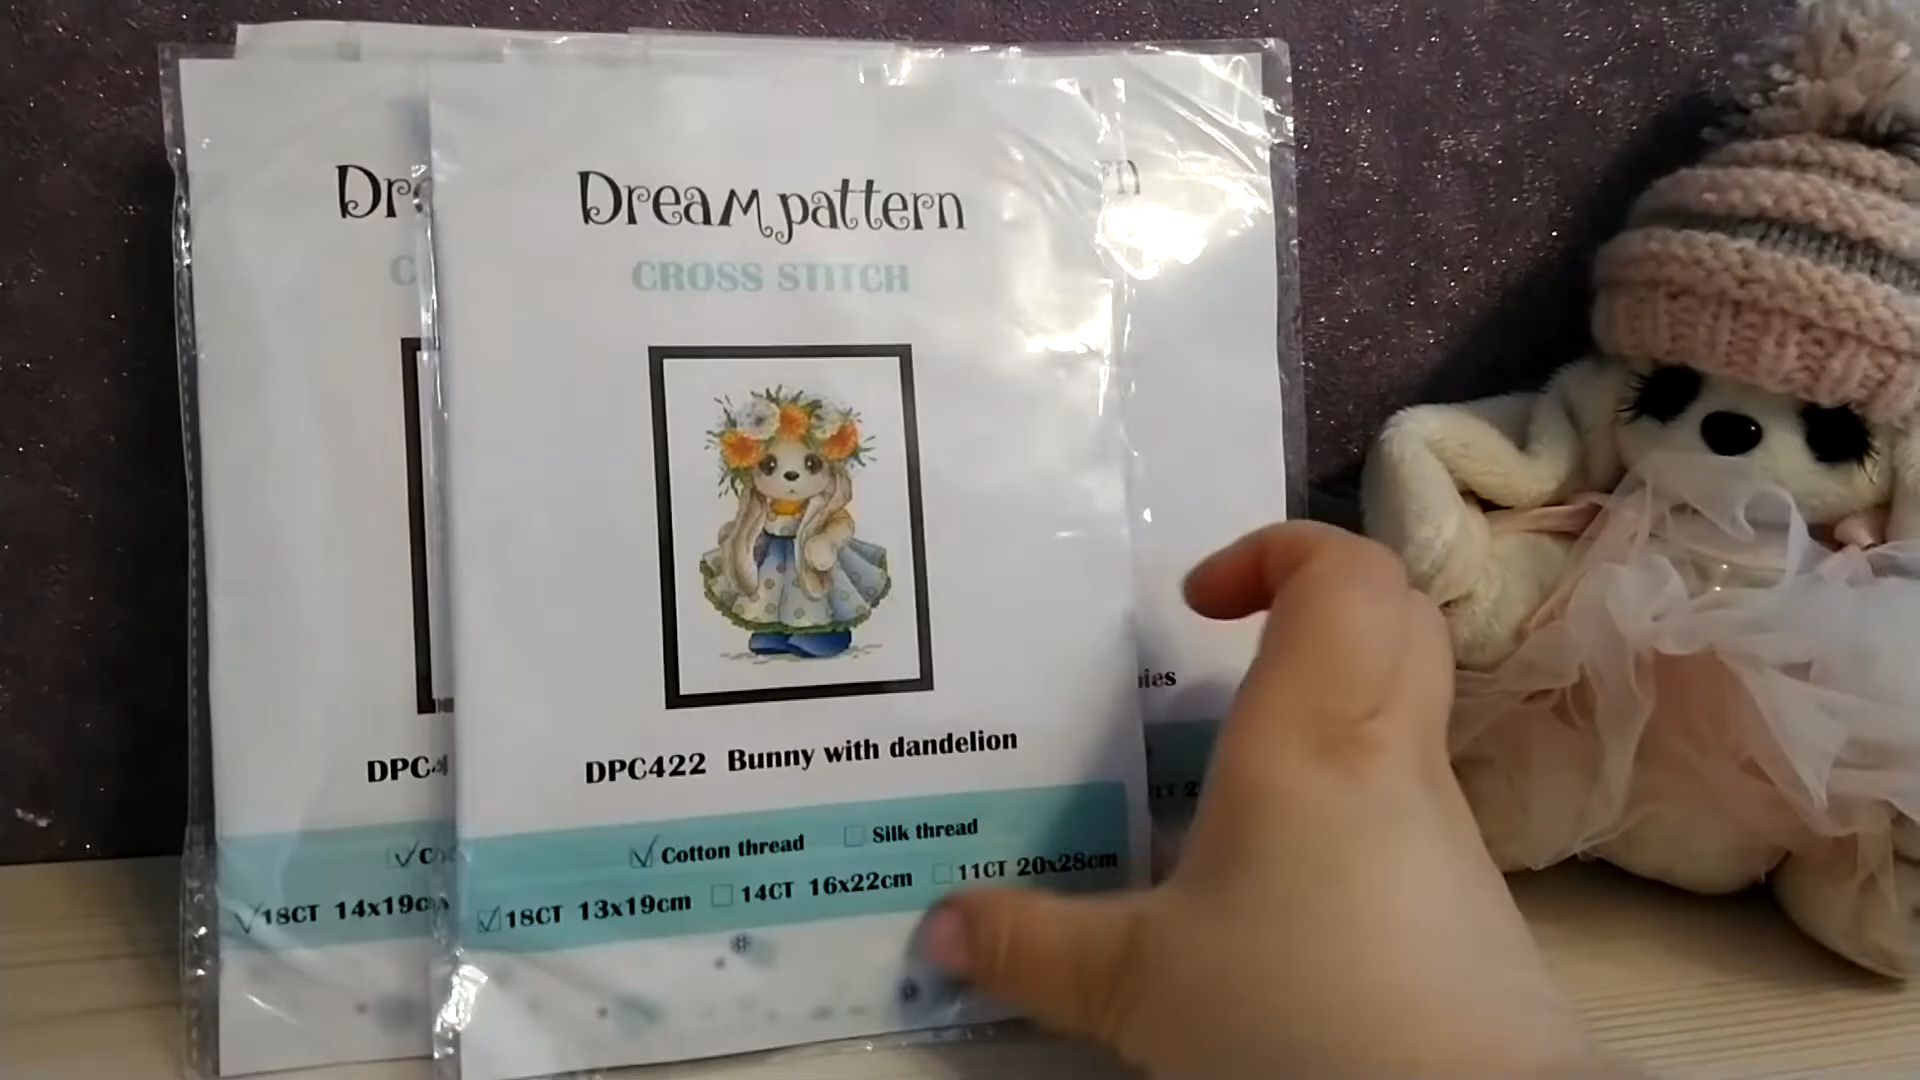 Dream pattern
CROSS STITCH
DPC422 Bunny with dandelion
Cotton thread Silk thread
18CT 13x19cm 14CT 16x22cm 11CT 20x28cm
18CT 14x19c